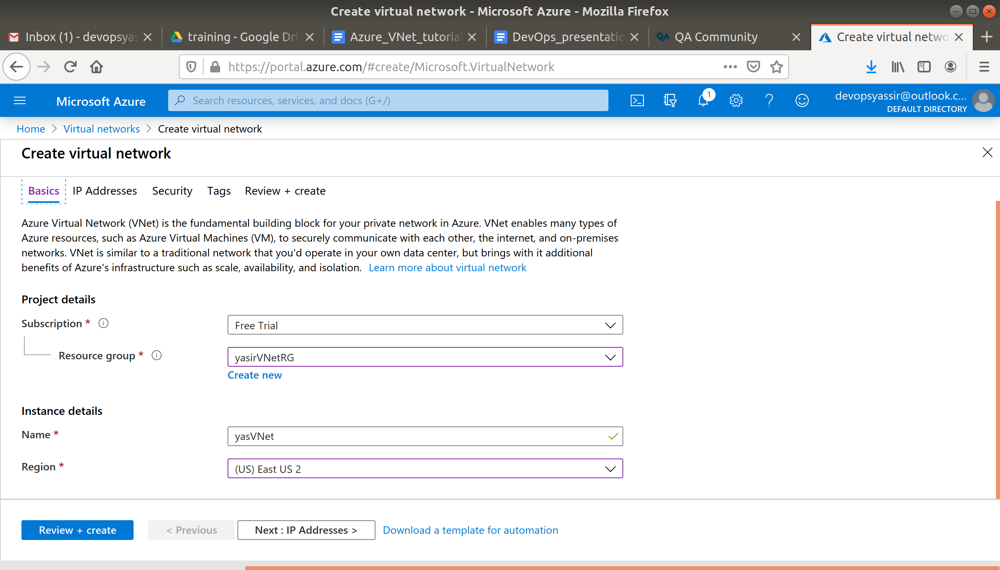 Create virtual network - Microsoft Azure - Mozilla Firefox
Inbox (1) - devopsyas
training - Google Dri
Azure_VNet_tutorial
DevOps_presentatio
QA Community
Create virtual netwo
https://portal.azure.com/#create/Microsoft.VirtualNetwork
Microsoft Azure
Search resources, services, and docs (G+/)
1
devopsyassir@outlook.c...
DEFAULT DIRECTORY
Home > Virtual networks > Create virtual network
Create virtual network
Basics
IP Addresses
Security
Tags
Review + create
Azure Virtual Network (VNet) is the fundamental building block for your private network in Azure. VNet enables many types of
Azure resources, such as Azure Virtual Machines (VM), to securely communicate with each other, the internet, and on-premises
networks. VNet is similar to a traditional network that you'd operate in your own data center, but brings with it additional
benefits of Azure's infrastructure such as scale, availability, and isolation. Learn more about virtual network
Project details
Subscription *
Free Trial
Resource group *
yasirVNetRG
Create new
Instance details
Name *
yasVNet
Region *
(US) East US 2
Review + create
< Previous
Next : IP Addresses >
Download a template for automation